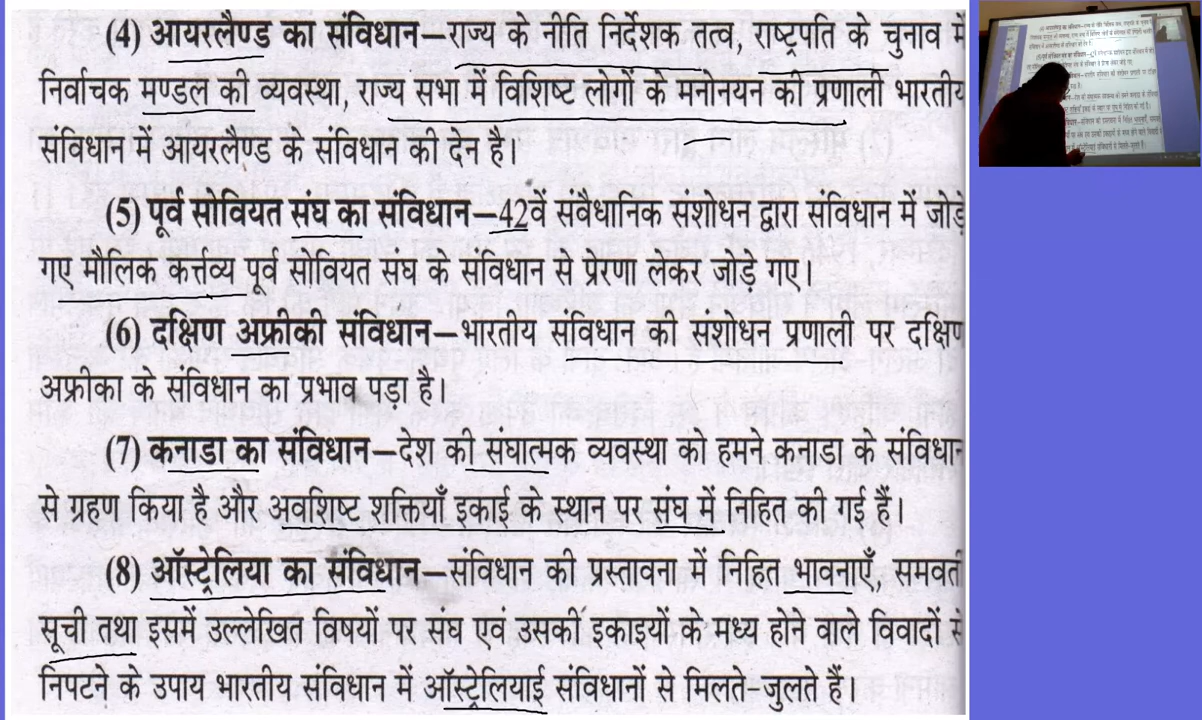 (4) आयरलैण्ड का संविधान–राज्य के नीति निर्देशक तत्व, राष्ट्रपति के चुनाव में
निर्वाचक मण्डल की व्यवस्था, राज्य सभा में विशिष्ट लोगों के मनोनयन की प्रणाली भारतीय
संविधान में आयरलैण्ड के संविधान की देन है।
(5) पूर्व सोवियत संघ का संविधान–42वें संवैधानिक संशोधन द्वारा संविधान में जोड़े
गए मौलिक कर्त्तव्य पूर्व सोवियत संघ के संविधान से प्रेरणा लेकर जोड़े गए।
(6) दक्षिण अफ्रीकी संविधान–भारतीय संविधान की संशोधन प्रणाली पर दक्षिण
अफ्रीका के संविधान का प्रभाव पड़ा है।
(7) कनाडा का संविधान–देश की संघात्मक व्यवस्था को हमने कनाडा के संविधान
से ग्रहण किया है और अवशिष्ट शक्तियाँ इकाई के स्थान पर संघ में निहित की गई हैं।
(8) ऑस्ट्रेलिया का संविधान–संविधान की प्रस्तावना में निहित भावनाएँ, समवर्ती
सूची तथा इसमें उल्लेखित विषयों पर संघ एवं उसकी इकाइयों के मध्य होने वाले विवादों से
निपटने के उपाय भारतीय संविधान में ऑस्ट्रेलियाई संविधानों से मिलते-जुलते हैं।